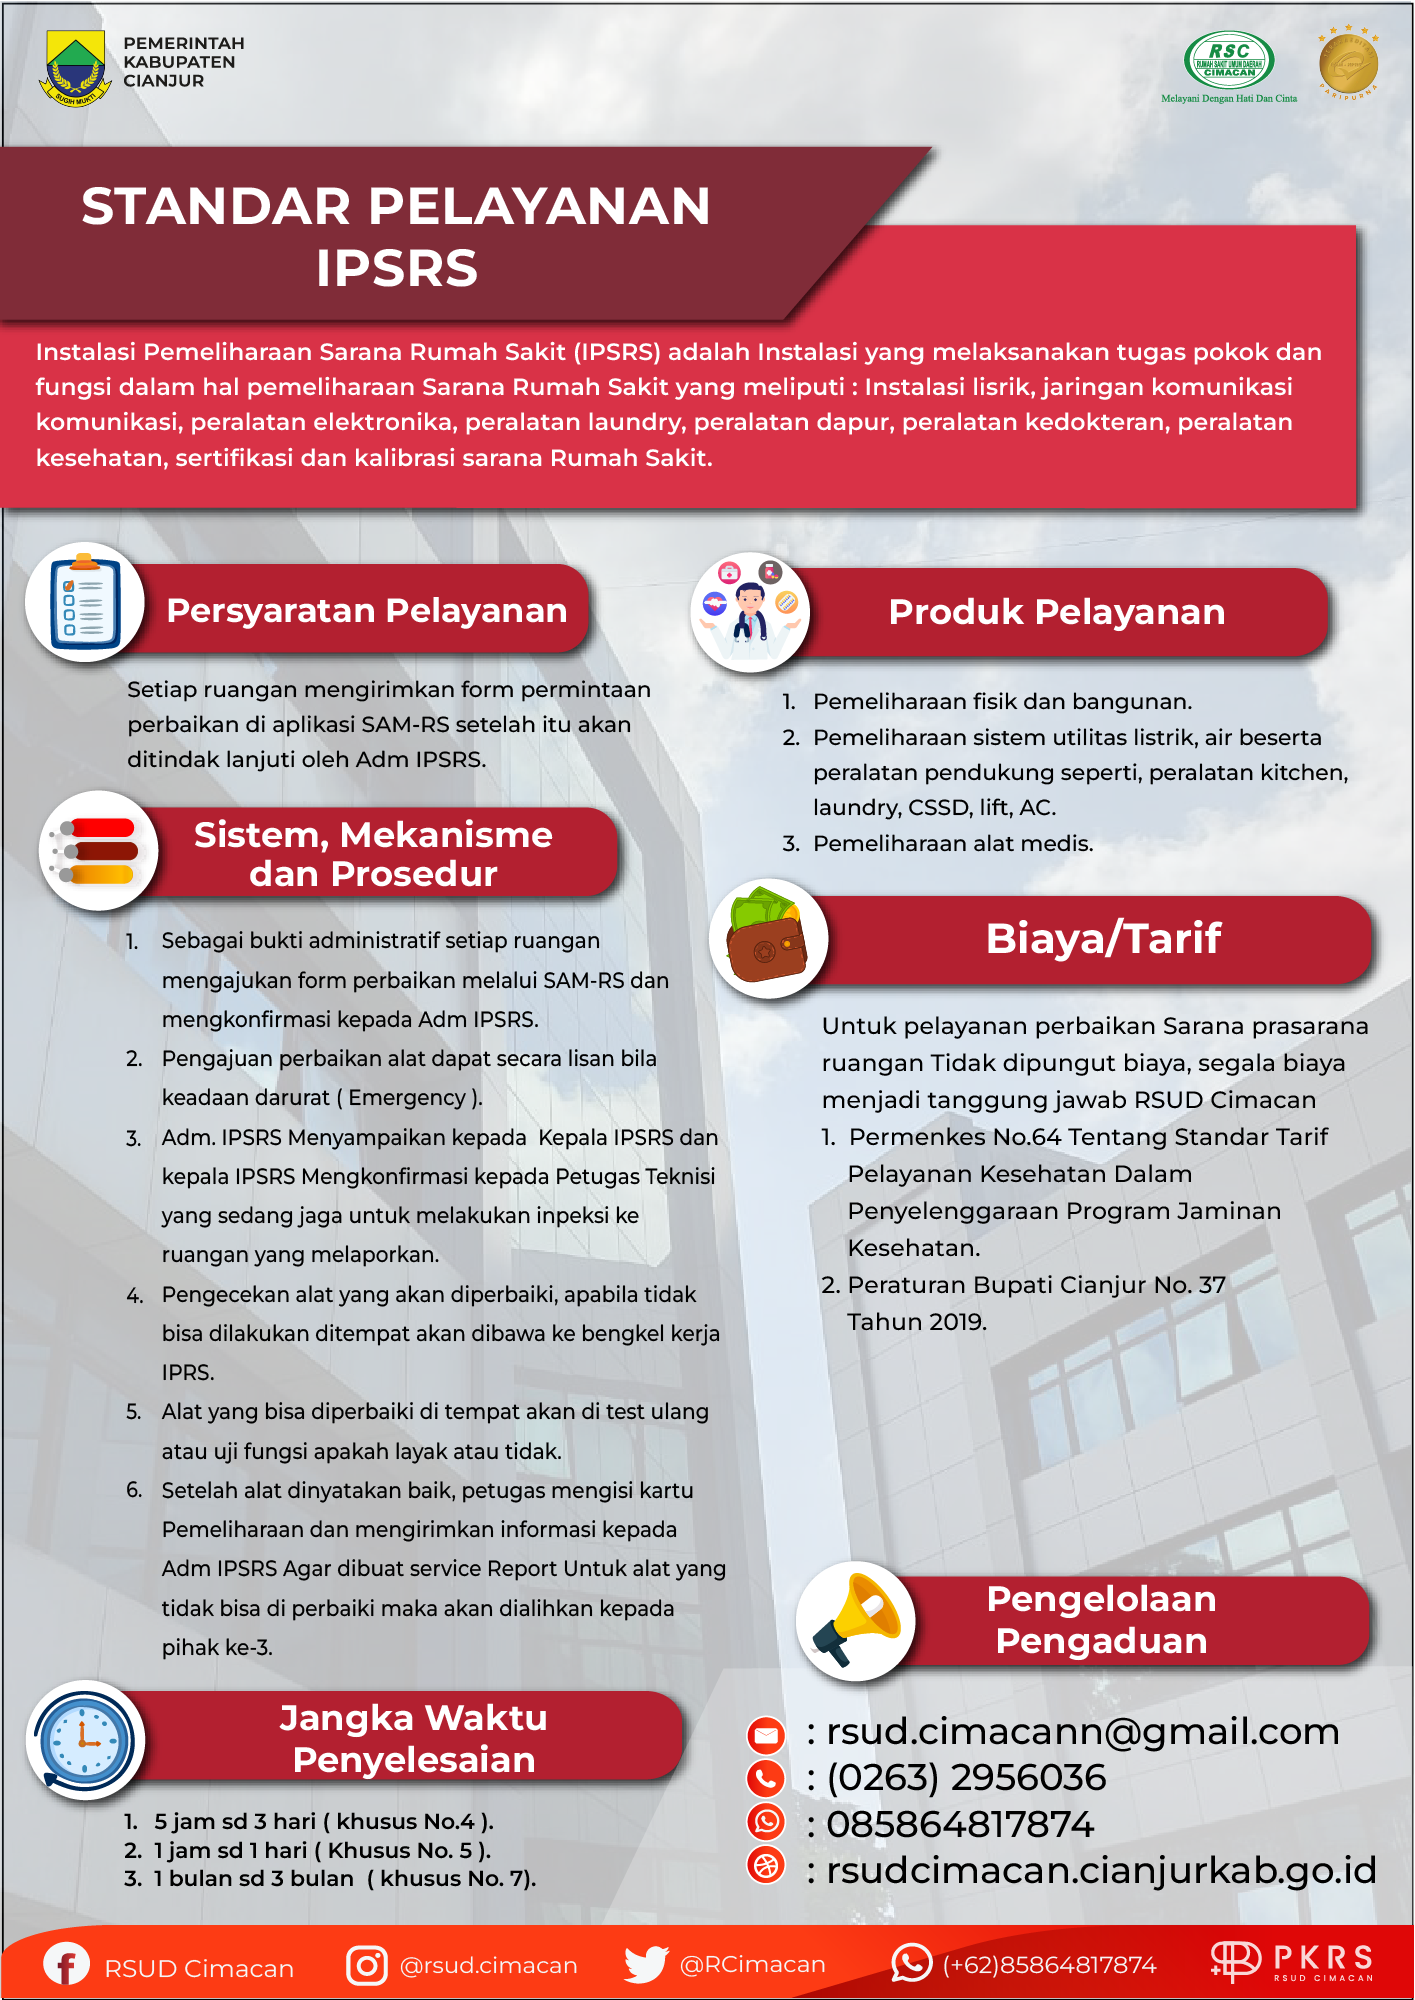 PEMERINTAH
KABUPATEN
CIANJUR
SUGIH MUKTI
RSC
RUMAH SAKIT UMUM DAERAH
CIMACAN
Melayani Dengan Hati Dan Cinta
PARIPURNA
STANDAR PELAYANAN
IPSRS
Instalasi Pemeliharaan Sarana Rumah Sakit (IPSRS) adalah Instalasi yang melaksanakan tugas pokok dan
fungsi dalam hal pemeliharaan Sarana Rumah Sakit yang meliputi : Instalasi lisrik, jaringan komunikasi
komunikasi, peralatan elektronika, peralatan laundry, peralatan dapur, peralatan kedokteran, peralatan
kesehatan, sertifikasi dan kalibrasi sarana Rumah Sakit.
Persyaratan Pelayanan
Setiap ruangan mengirimkan form permintaan
perbaikan di aplikasi SAM-RS setelah itu akan
ditindak lanjuti oleh Adm IPSRS.
Sistem, Mekanisme
dan Prosedur
1. Sebagai bukti administratif setiap ruangan
mengajukan form perbaikan melalui SAM-RS dan
mengkonfirmasi kepada Adm IPSRS.
2. Pengajuan perbaikan alat dapat secara lisan bila
keadaan darurat ( Emergency ).
3. Adm. IPSRS Menyampaikan kepada Kepala IPSRS dan
kepala IPSRS Mengkonfirmasi kepada Petugas Teknisi
yang sedang jaga untuk melakukan inpeksi ke
ruangan yang melaporkan.
4. Pengecekan alat yang akan diperbaiki, apabila tidak
bisa dilakukan ditempat akan dibawa ke bengkel kerja
IPRS.
5. Alat yang bisa diperbaiki di tempat akan di test ulang
atau uji fungsi apakah layak atau tidak.
6. Setelah alat dinyatakan baik, petugas mengisi kartu
Pemeliharaan dan mengirimkan informasi kepada
Adm IPSRS Agar dibuat service Report Untuk alat yang
tidak bisa di perbaiki maka akan dialihkan kepada
pihak ke-3.
Jangka Waktu
Penyelesaian
1. 5 jam sd 3 hari ( khusus No.4 ).
2. 1 jam sd 1 hari ( Khusus No. 5 ).
3. 1 bulan sd 3 bulan ( khusus No. 7).
Produk Pelayanan
1. Pemeliharaan fisik dan bangunan.
2. Pemeliharaan sistem utilitas listrik, air beserta
peralatan pendukung seperti, peralatan kitchen,
laundry, CSSD, lift, AC.
3. Pemeliharaan alat medis.
Biaya/Tarif
Untuk pelayanan perbaikan Sarana prasarana
ruangan Tidak dipungut biaya, segala biaya
menjadi tanggung jawab RSUD Cimacan
1. Permenkes No.64 Tentang Standar Tarif
Pelayanan Kesehatan Dalam
Penyelenggaraan Program Jaminan
Kesehatan.
2. Peraturan Bupati Cianjur No. 37
Tahun 2019.
Pengelolaan
Pengaduan
: rsud.cimacann@gmail.com
: (0263) 2956036
: 085864817874
: rsudcimacan.cianjurkab.go.id
RSUD Cimacan
@rsud.cimacan
@RCimacan
(+62)85864817874
PKRS
RSUD CIMACAN